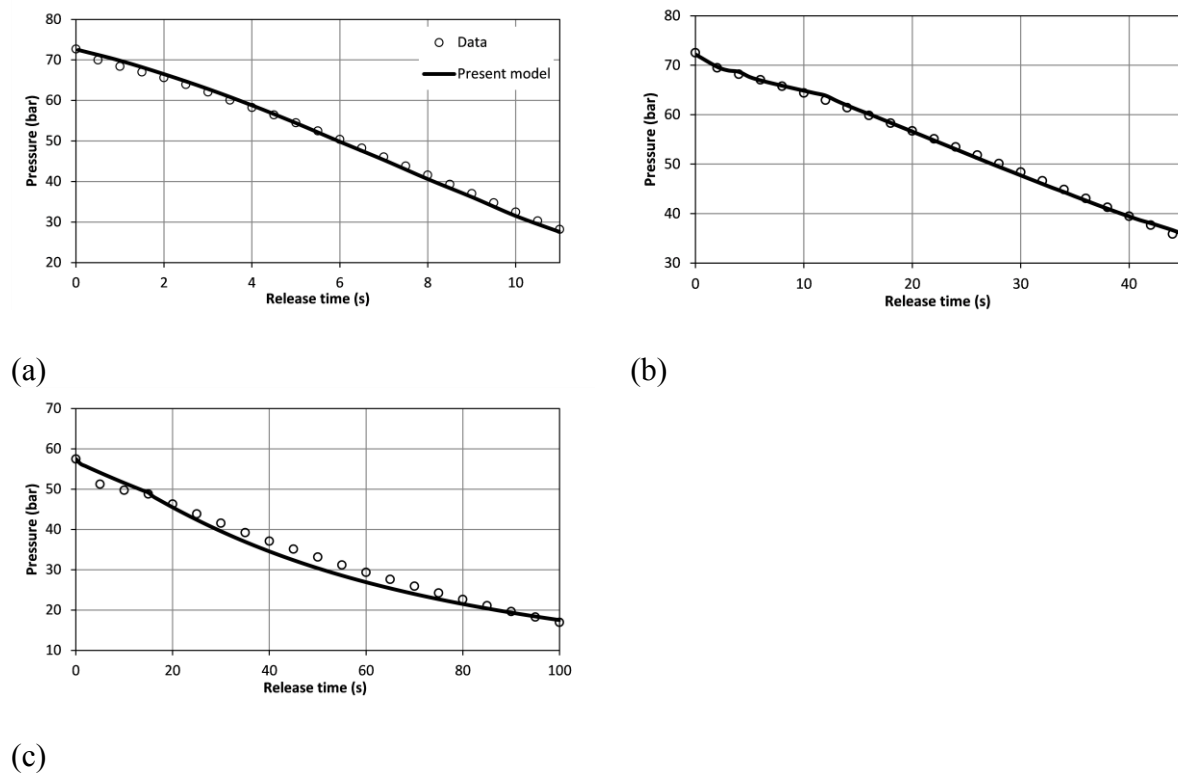 80
70
60
50
40
30
20
Pressure (bar)
Data
Present model
0 2 4 6 8 10
Release time (s)
(a)
80
70
60
50
40
30
Pressure (bar)
0 10 20 30 40
Release time (s)
(b)
70
60
50
40
30
20
10
Pressure (bar)
0 20 40 60 80 100
Release time (s)
(c)